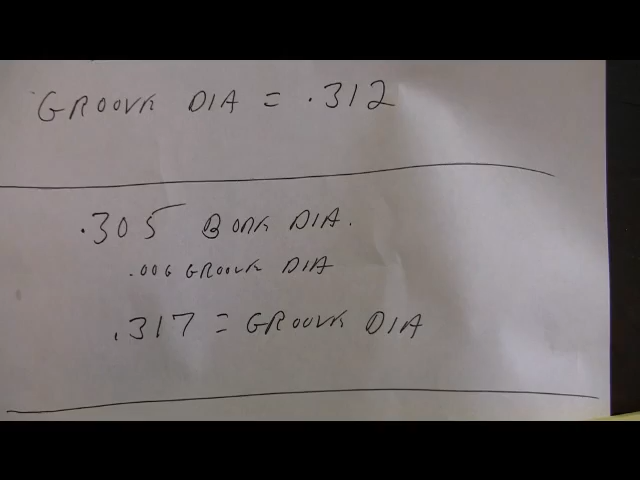 GROOVE DIA = .312
.305 BORE DIA.
.006 GROOVE DIA
.317 = GROOVE DIA